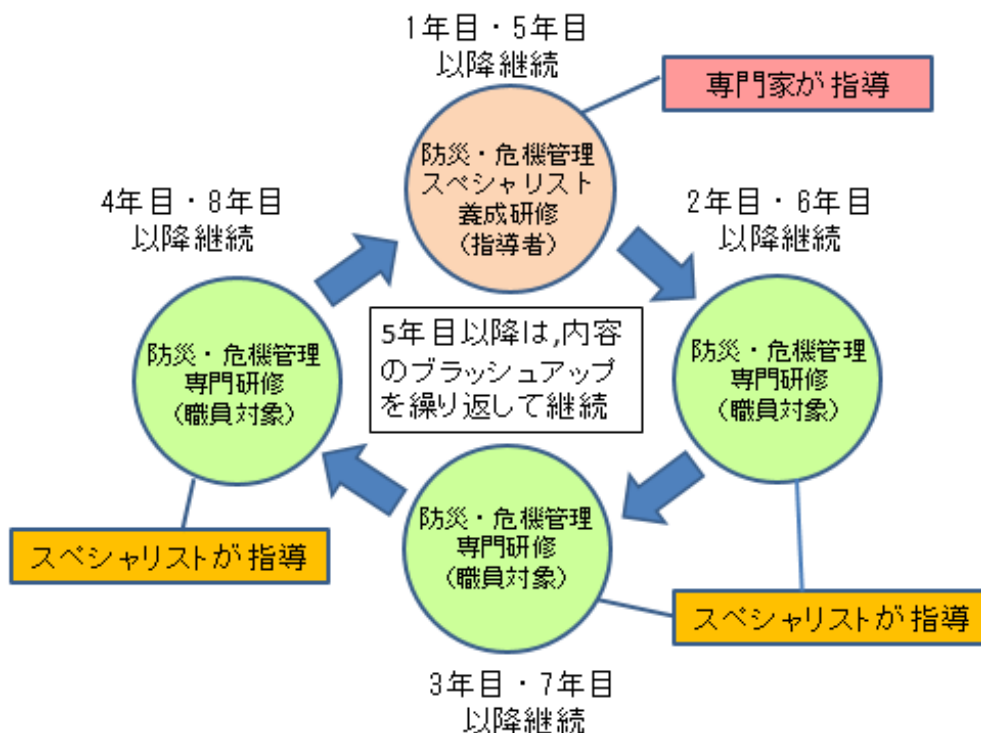 1年目・5年目
以降継続
専門家が指導
防災・危機管理
スペシャリスト
養成研修
(指導者)
4年目・8年目
以降継続
2年目・6年目
以降継続
防災・危機管理
専門研修
(職員対象)
5年目以降は,内容
のブラッシュアップ
を繰り返して継続
防災・危機管理
専門研修
(職員対象)
防災・危機管理
専門研修
(職員対象)
スペシャリストが指導
スペシャリストが指導
3年目・7年目
以降継続